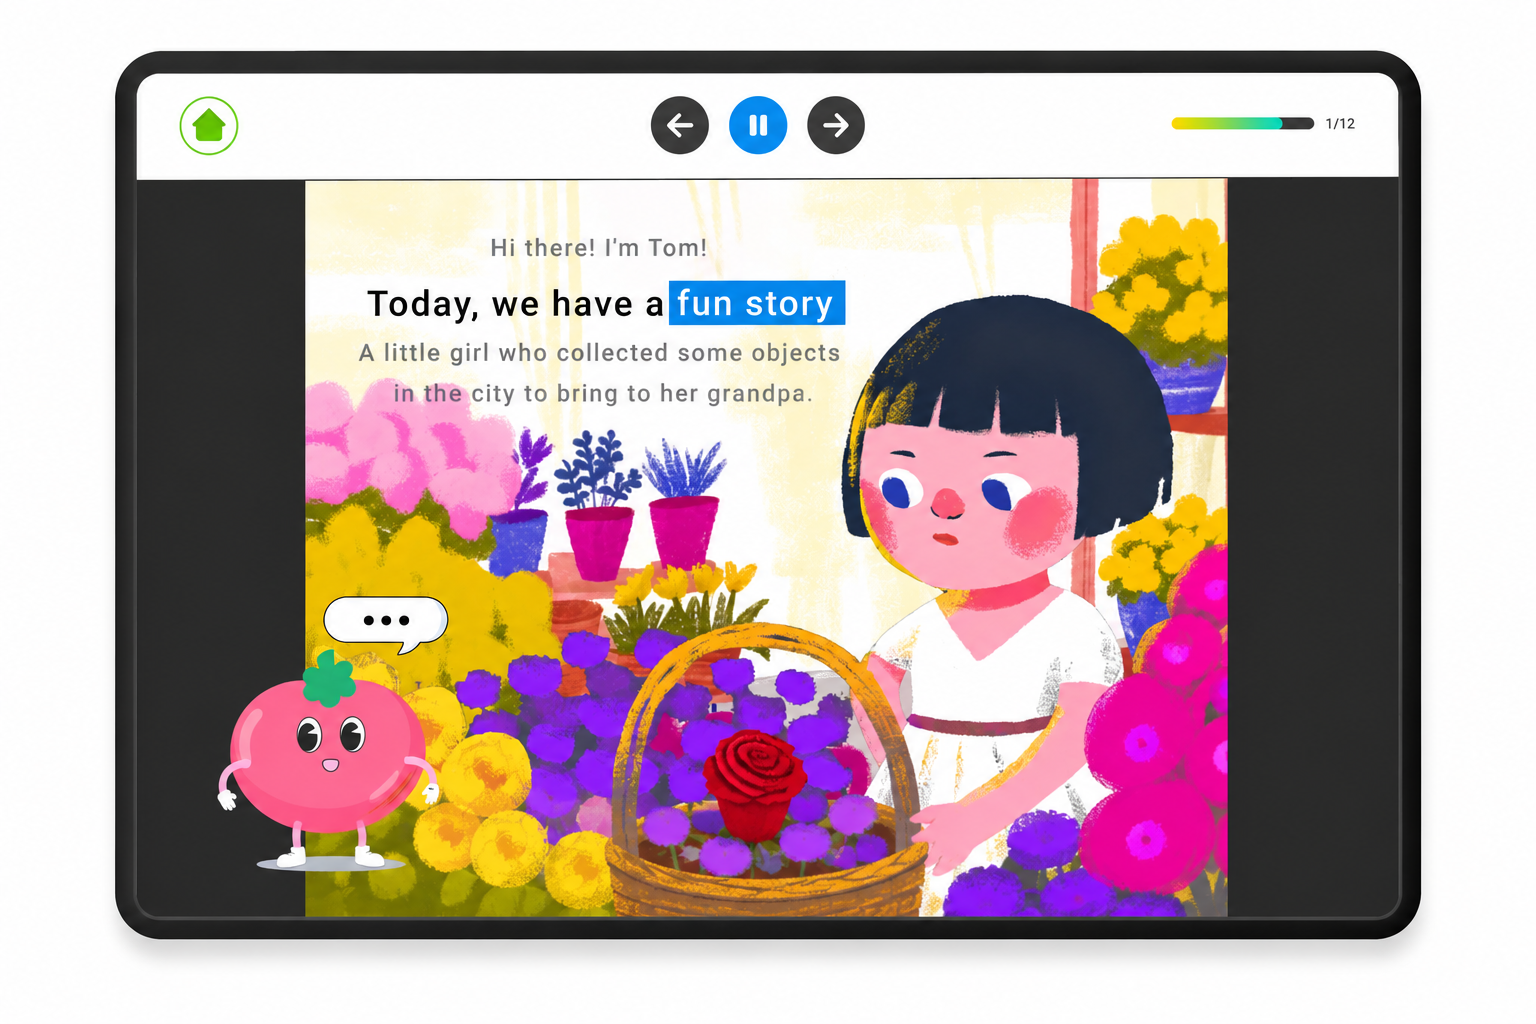 1/12
Hi there! I'm Tom!
Today, we have a fun story
A little girl who collected some objects
in the city to bring to her grandpa.